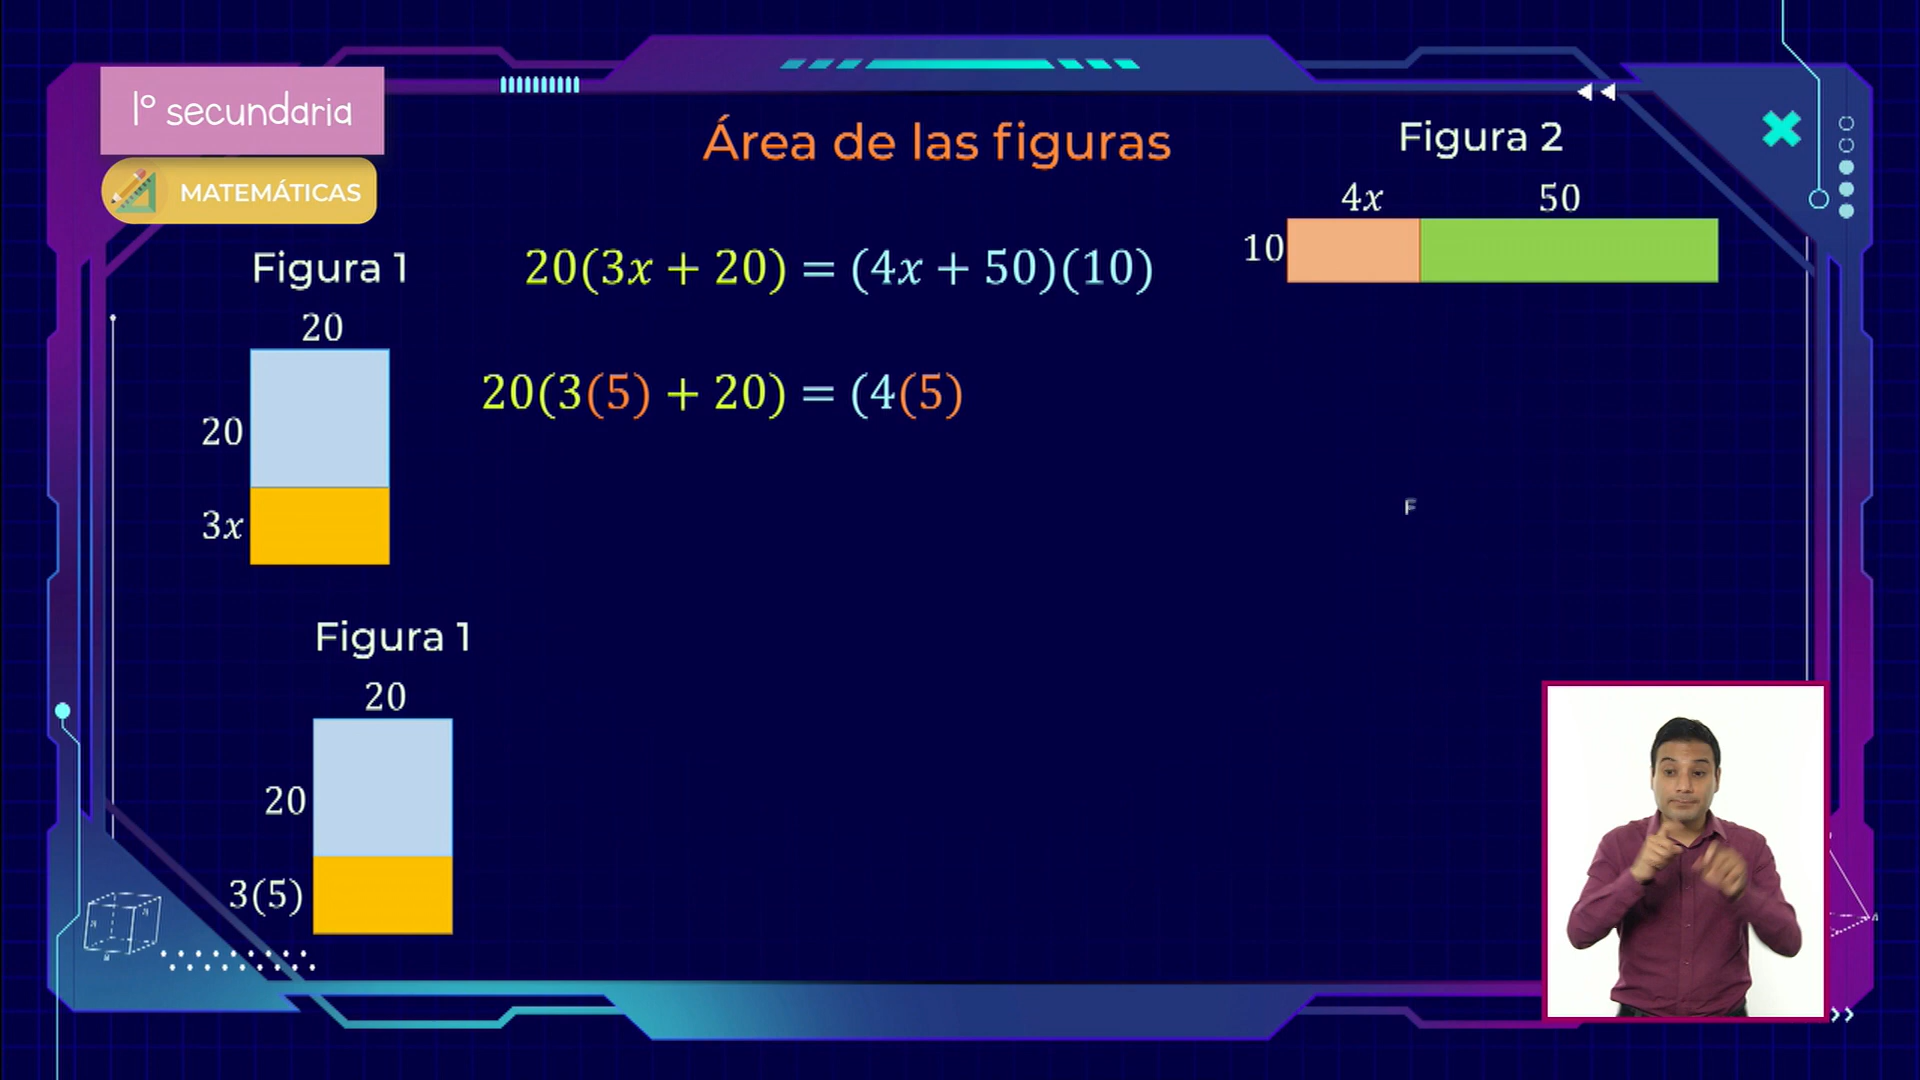 1° secundaria
MATEMÁTICAS
Área de las figuras
Figura 2
4x 50
10
20(3x + 20) = (4x + 50)(10)
Figura 1
20
20
3x
20(3(5) + 20) = (4(5)
F
Figura 1
20
20
3(5)